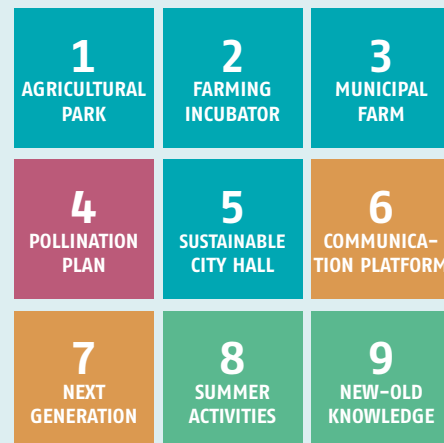 1
AGRICULTURAL
PARK
2
FARMING
INCUBATOR
3
MUNICIPAL
FARM
4
POLLINATION
PLAN
5
SUSTAINABLE
CITY HALL
6
COMMUNICA-
TION PLATFORM
7
NEXT
GENERATION
8
SUMMER
ACTIVITIES
9
NEW-OLD
KNOWLEDGE